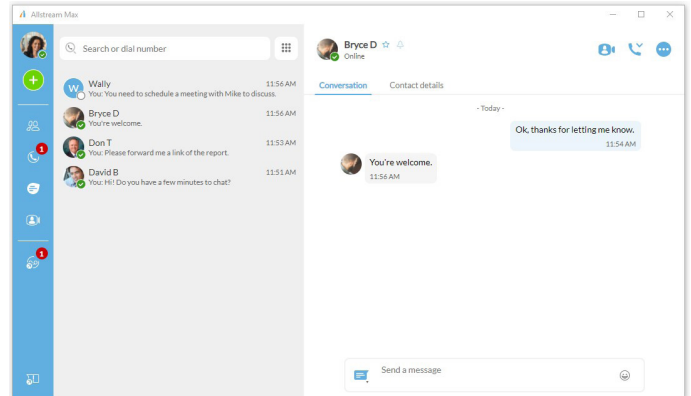 Allstream Max
Search or dial number
W
Wally
11:56 AM
You: You need to schedule a meeting with Mike to discuss.
Bryce D
11:56 AM
You're welcome.
Don T
11:53 AM
You: Please forward me a link of the report.
David B
11:51 AM
You: Hi! Do you have a few minutes to chat?
1
1
Bryce D
Online
Conversation
Contact details
- Today -
Ok, thanks for letting me know.
11:54 AM
You're welcome.
11:56 AM
Send a message